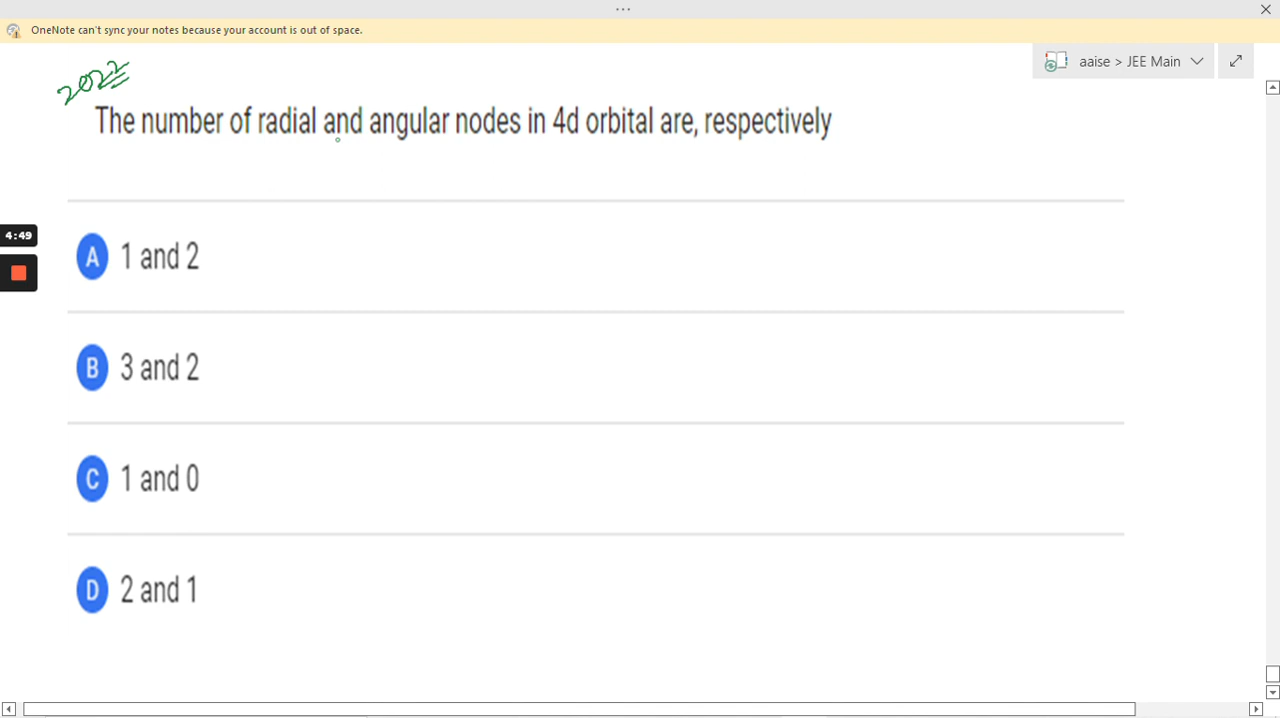 ...
OneNote can't sync your notes because your account is out of space.
aaise > JEE Main
2022
The number of radial and angular nodes in 4d orbital are, respectively
4:49
A 1 and 2
B 3 and 2
C 1 and 0
D 2 and 1